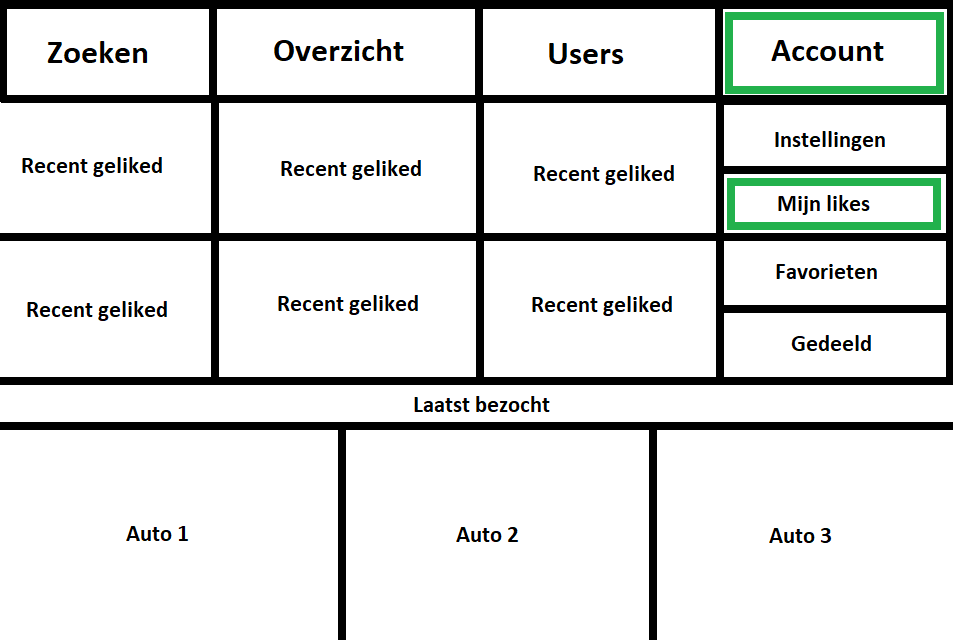 Zoeken
Overzicht
Users
Account
Recent geliked
Recent geliked
Recent geliked
Instellingen
Mijn likes
Recent geliked
Recent geliked
Recent geliked
Favorieten
Gedeeld
Laatst bezocht
Auto 1
Auto 2
Auto 3